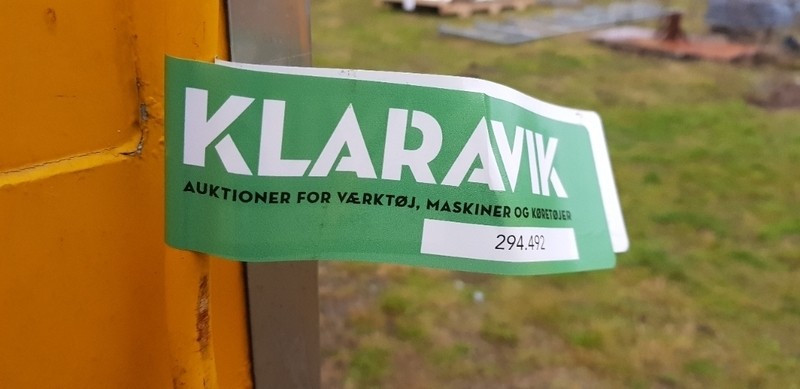 KLARAVIK
AUKTIONER FOR VÆRKTØJ, MASKINER OG KØRETØJER
294.492